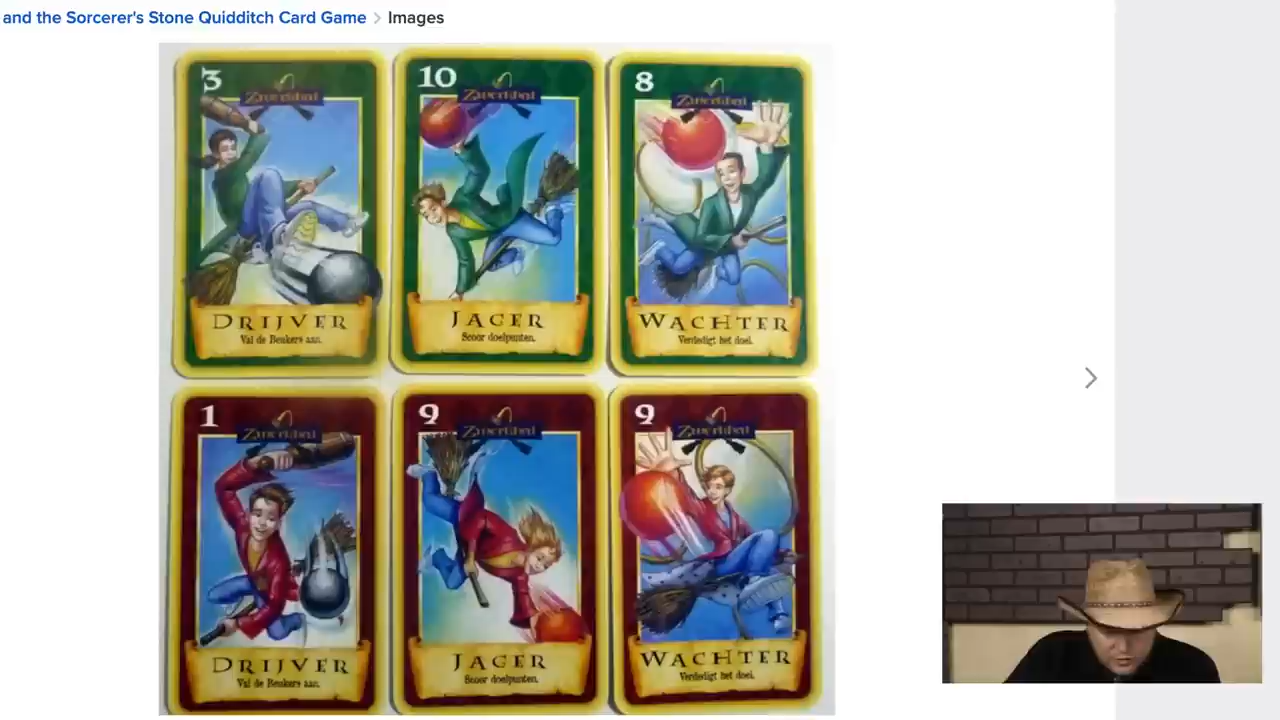 and the Sorcerer's Stone Quidditch Card Game > Images
3
Zwerkbal
DRIJVER
Val de Beukers aan.
10
Zwerkbal
JAGER
Scoor doelpunten.
8
Zwerkbal
WACHTER
Verdedigt het doel.
1
Zwerkbal
DRIJVER
Val de Beukers aan.
9
Zwerkbal
JAGER
Scoor doelpunten.
9
Zwerkbal
WACHTER
Verdedigt het doel.